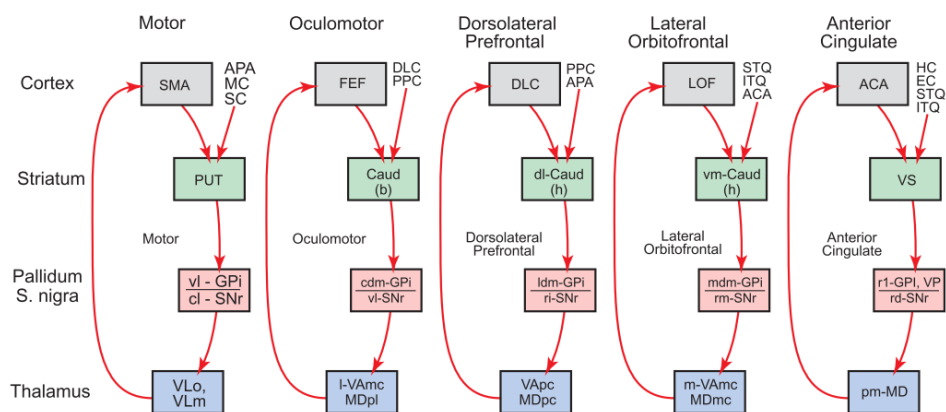 Motor
Oculomotor
Dorsolateral
Prefrontal
Lateral
Orbitofrontal
Anterior
Cingulate
Cortex
SMA
APA
MC
SC
FEF
DLC
PPC
DLC
PPC
APA
LOF
STQ
ITQ
ACA
ACA
HC
EC
STQ
ITQ
Striatum
PUT
Caud
(b)
dl-Caud
(h)
vm-Caud
(h)
VS
Motor
Oculomotor
Dorsolateral
Prefrontal
Lateral
Orbitofrontal
Anterior
Cingulate
Pallidum
S. nigra
vl - GPi
cl - SNr
cdm-GPi
vl-SNr
ldm-GPi
ri-SNr
mdm-GPi
rm-SNr
r1-GPI, VP
rd-SNr
Thalamus
VLo,
VLm
l-VAmc
MDpl
VApc
MDpc
m-VAmc
MDmc
pm-MD